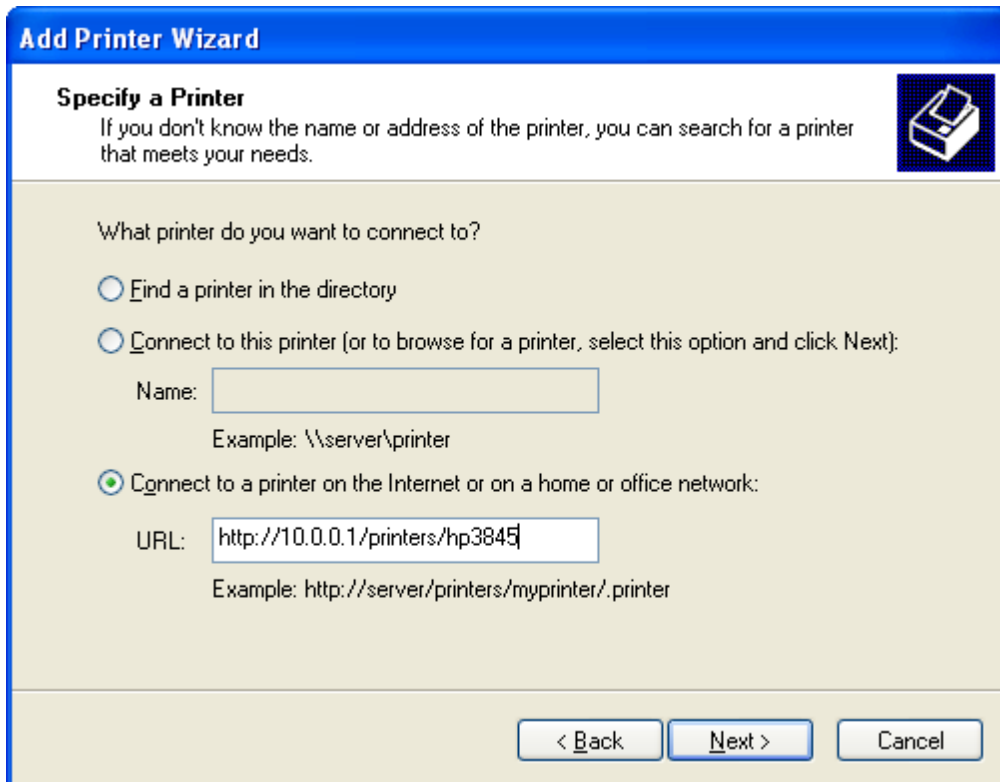 Add Printer Wizard
Specify a Printer
If you don't know the name or address of the printer, you can search for a printer
that meets your needs.
What printer do you want to connect to?
Find a printer in the directory
Connect to this printer (or to browse for a printer, select this option and click Next):
Name:
Example: \\server\printer
Connect to a printer on the Internet or on a home or office network:
URL: http://10.0.0.1/printers/hp3845
Example: http://server/printers/myprinter/.printer
< Back Next > Cancel